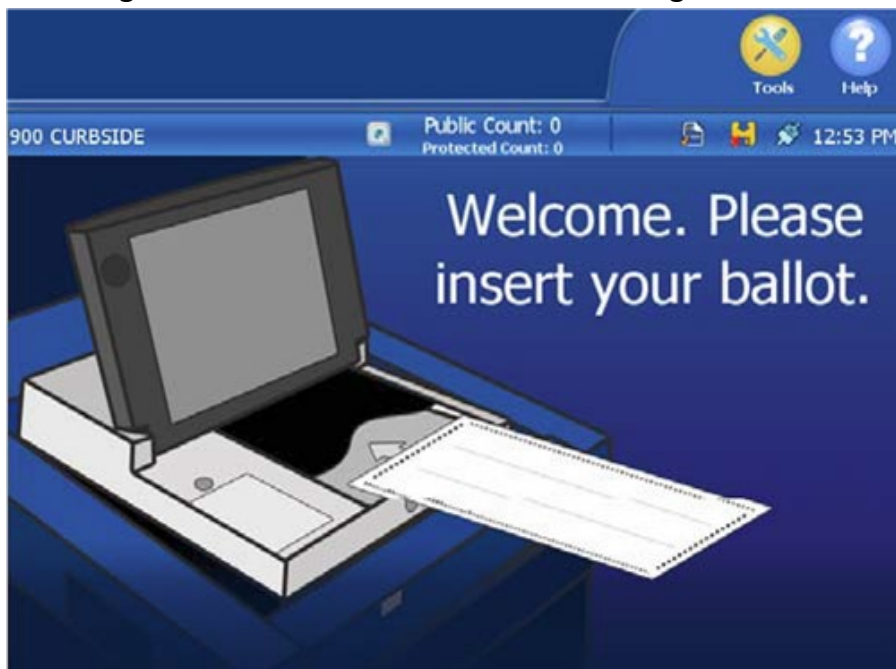 Tools Help
900 CURBSIDE Public Count: 0 12:53 PM
Protected Count: 0
Welcome. Please
insert your ballot.